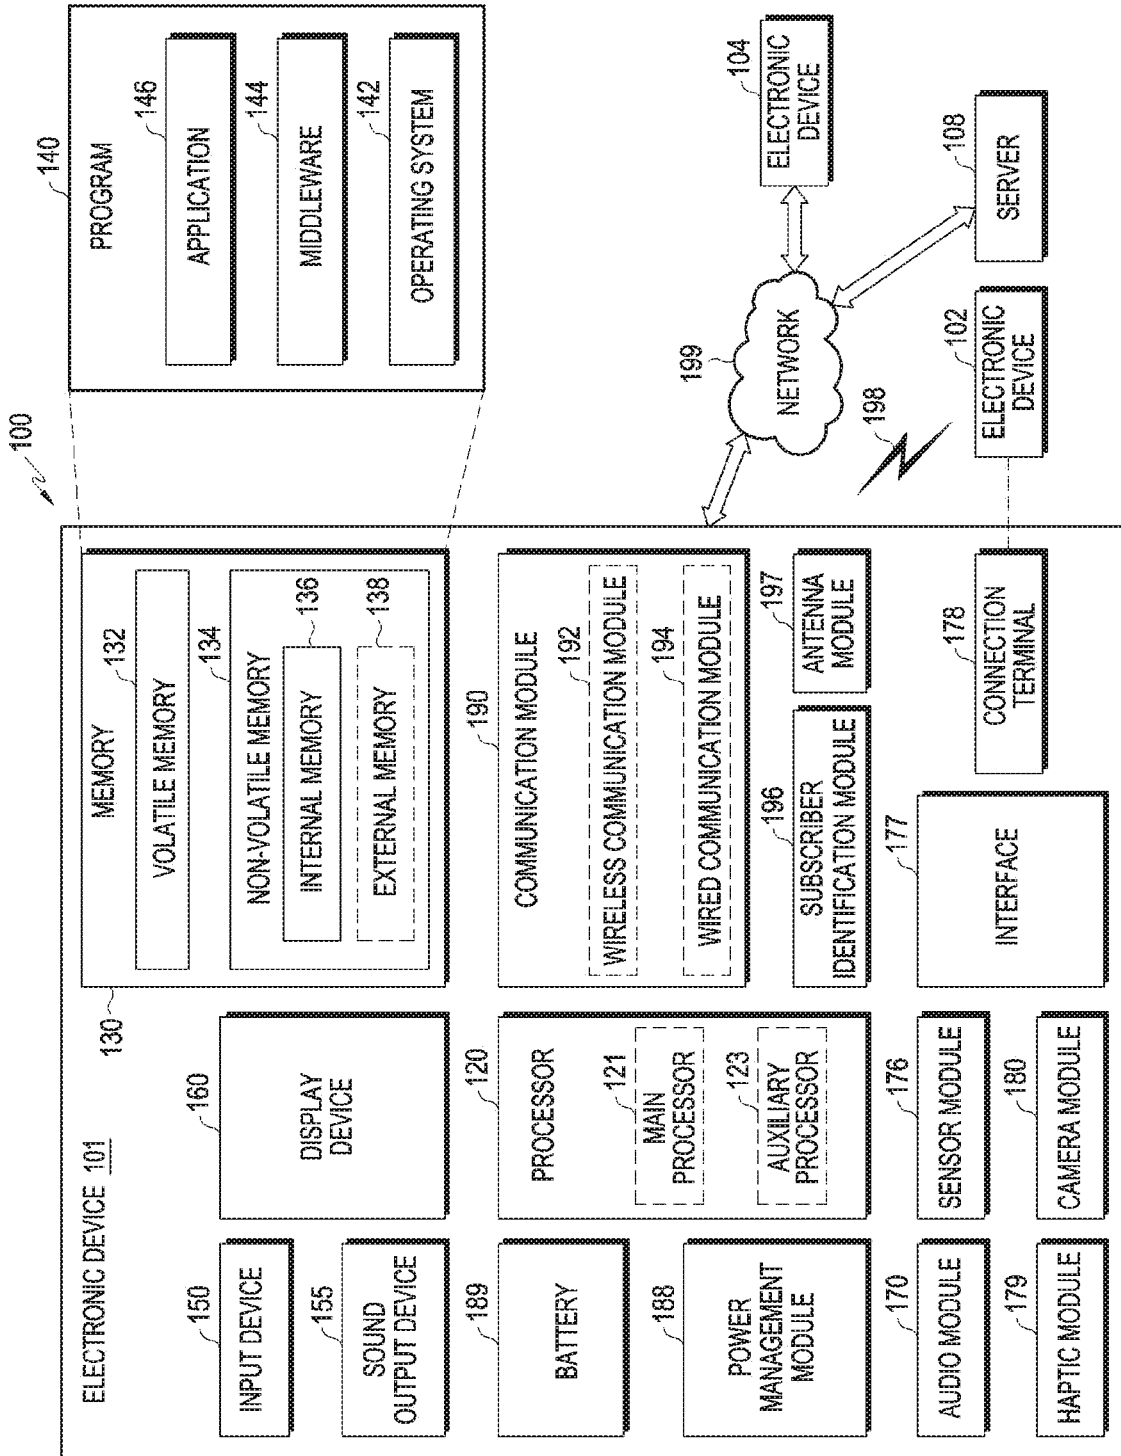 100
ELECTRONIC DEVICE 101
INPUT DEVICE
150
SOUND
OUTPUT DEVICE
155
BATTERY
189
POWER
MANAGEMENT
MODULE
188
AUDIO MODULE
170
HAPTIC MODULE
179
DISPLAY
DEVICE
160
PROCESSOR
120
MAIN
PROCESSOR
121
AUXILIARY
PROCESSOR
123
SENSOR MODULE
176
CAMERA MODULE
180
130
MEMORY
VOLATILE MEMORY
132
NON-VOLATILE MEMORY
134
INTERNAL MEMORY
136
EXTERNAL MEMORY
138
COMMUNICATION MODULE
190
WIRELESS COMMUNICATION MODULE
192
WIRED COMMUNICATION MODULE
194
SUBSCRIBER
IDENTIFICATION MODULE
196
ANTENNA
MODULE
197
INTERFACE
177
CONNECTION
TERMINAL
178
PROGRAM
140
APPLICATION
146
MIDDLEWARE
144
OPERATING SYSTEM
142
NETWORK
199
198
ELECTRONIC
DEVICE
104
ELECTRONIC
DEVICE
102
SERVER
108